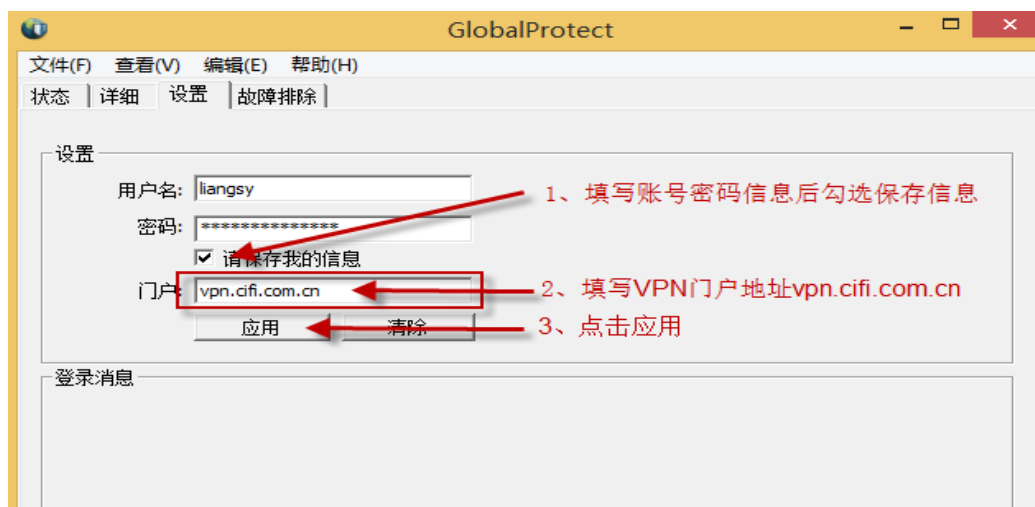 GlobalProtect
文件(F) 查看(V) 编辑(E) 帮助(H)
状态 详细 设置 故障排除
设置
用户名: liangsy
1、填写账号密码信息后勾选保存信息
密码: **************
请保存我的信息
门户: vpn.cifi.com.cn
2、填写VPN门户地址vpn.cifi.com.cn
应用 清除
3、点击应用
登录消息